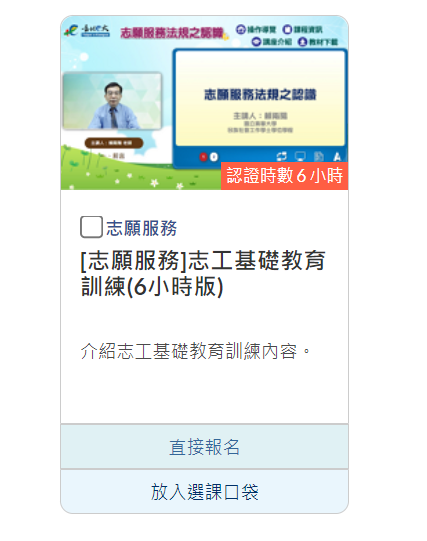 臺北e大
志願服務法規之認識
操作導覽 課程資訊
講座介紹 教材下載
志願服務法規之認識
認證時數 6 小時
志願服務
[志願服務]志工基礎教育
訓練(6小時版)
介紹志工基礎教育訓練內容。
直接報名
放入選課口袋